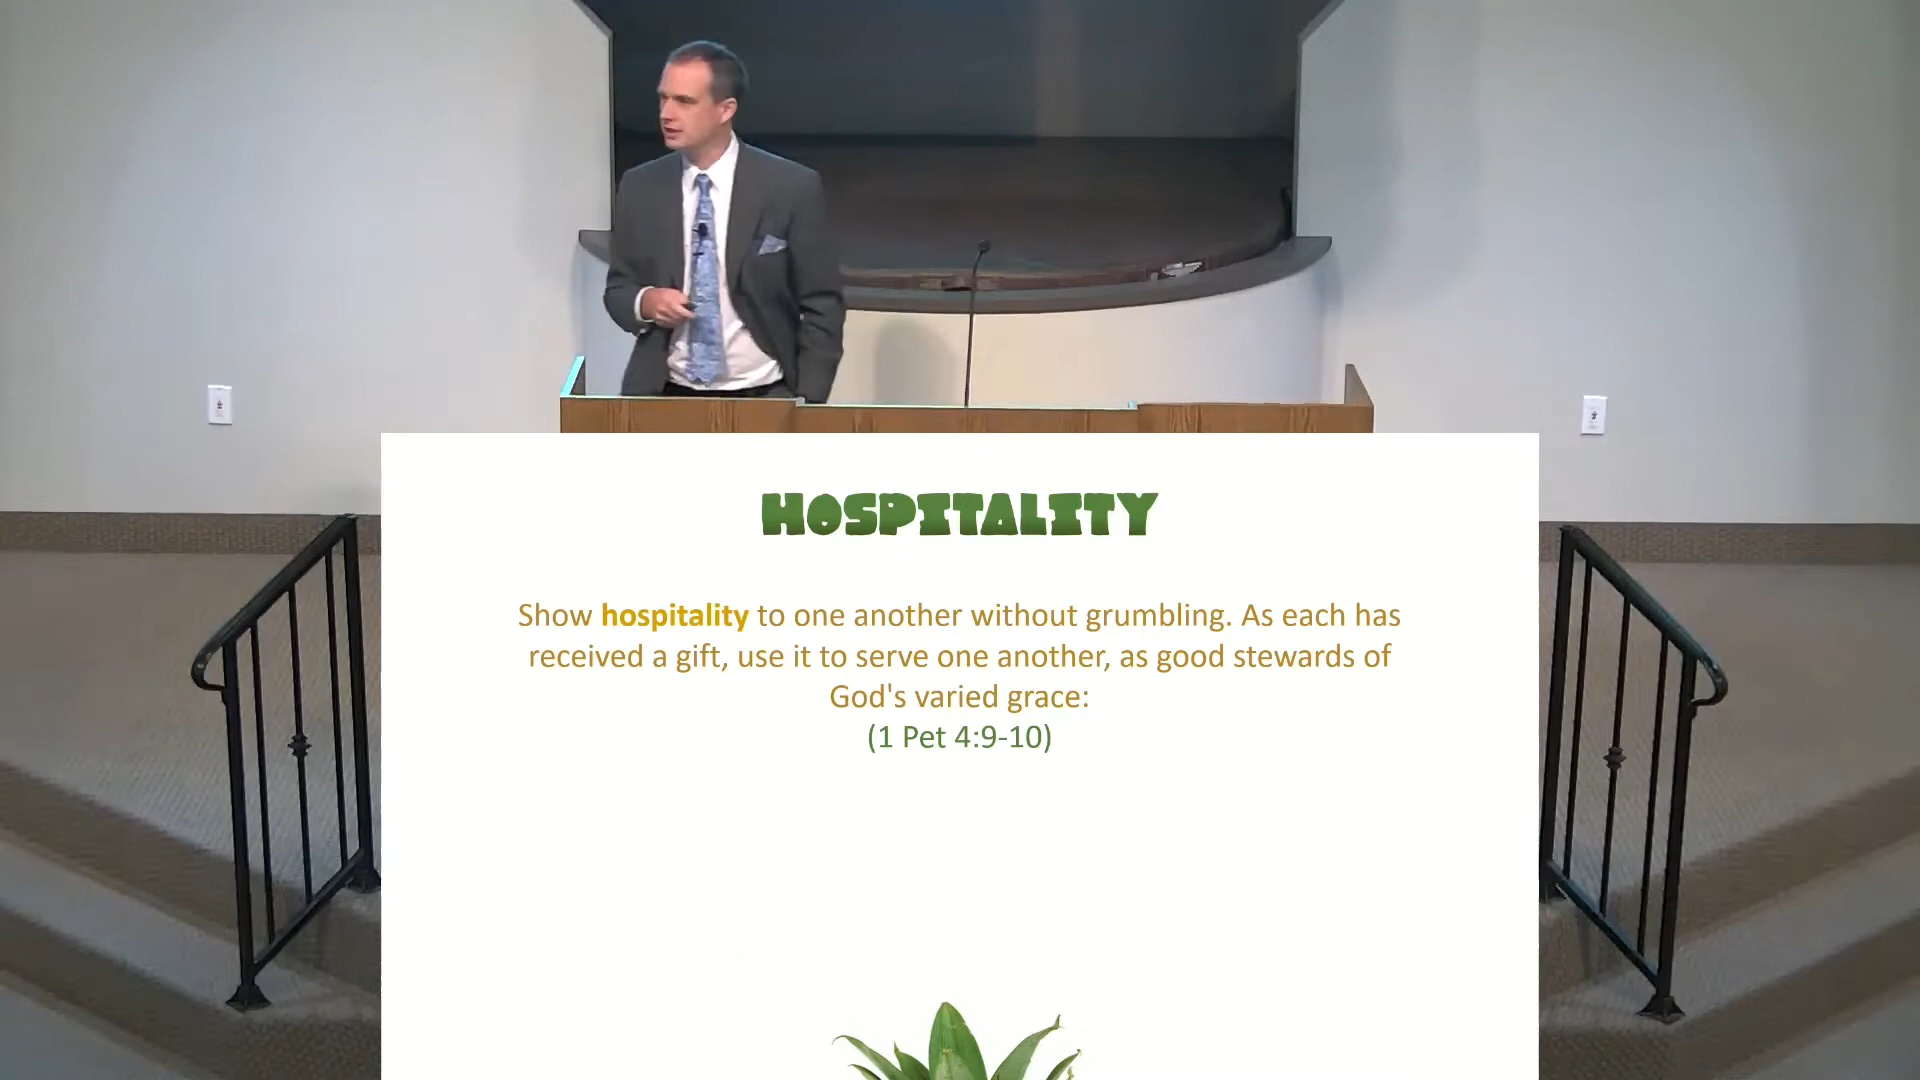 HOSPITALITY
Show hospitality to one another without grumbling. As each has
received a gift, use it to serve one another, as good stewards of
God's varied grace:
(1 Pet 4:9-10)